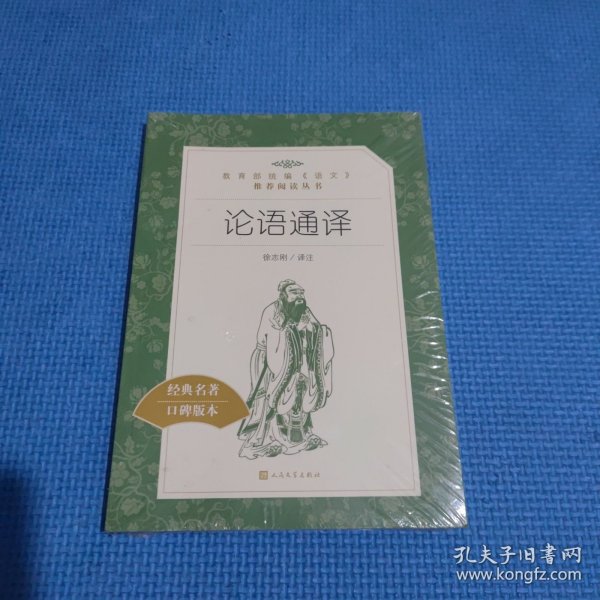 教育部统编《语文》
推荐阅读丛书
论语通译
徐志刚/译注
经典名著
口碑版本
人民文学出版社
孔夫子旧书网
www.kongfz.com